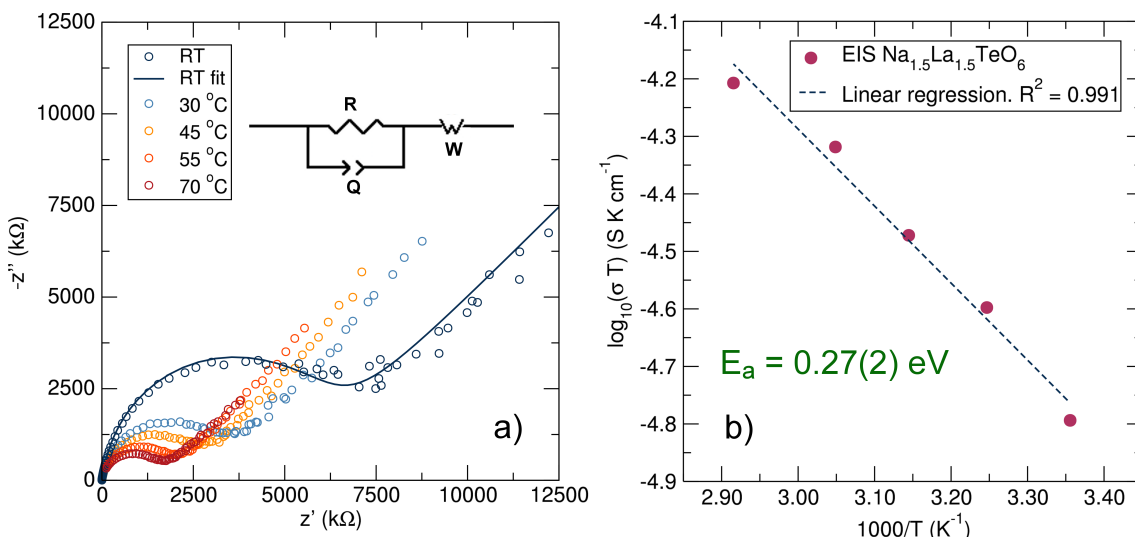 12500
10000
7500
5000
2500
0
-z'' (kΩ)
RT
RT fit
30 °C
45 °C
55 °C
70 °C
R
Q
W
a)
0 2500 5000 7500 10000 12500
z' (kΩ)
-4.1
-4.2
-4.3
-4.4
-4.5
-4.6
-4.7
-4.8
-4.9
log₁₀(σ T) (S K cm⁻¹)
EIS Na₁.₅La₁.₅TeO₆
Linear regression. R² = 0.991
Eₐ = 0.27(2) eV
b)
2.90 3.00 3.10 3.20 3.30 3.40
1000/T (K⁻¹)